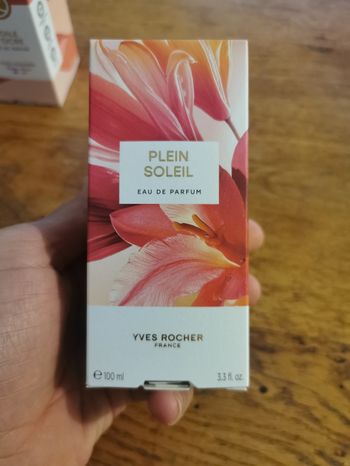 PLEIN
SOLEIL
EAU DE PARFUM
YVES ROCHER
FRANCE
℮ 100 ml 3.3 fl. oz.